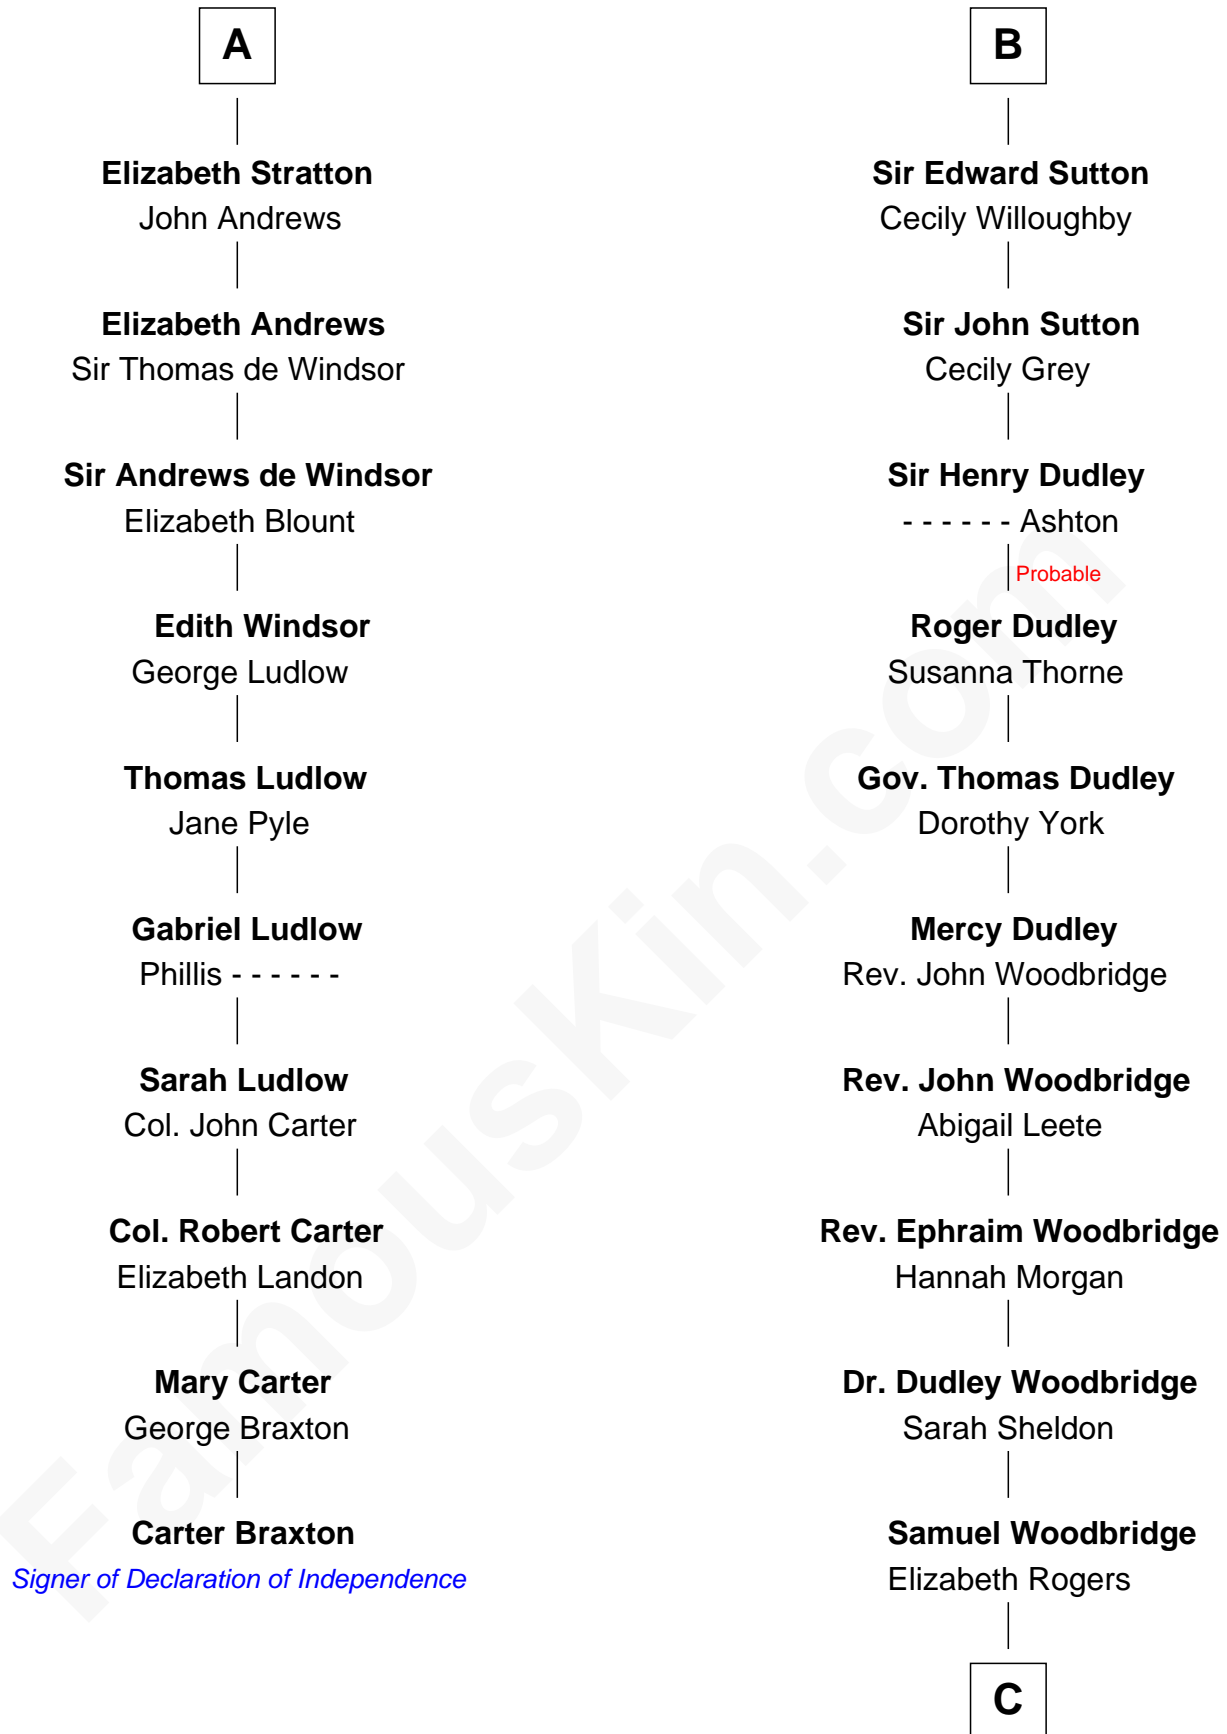 A
Elizabeth Stratton
John Andrews
Elizabeth Andrews
Sir Thomas de Windsor
Sir Andrews de Windsor
Elizabeth Blount
Edith Windsor
George Ludlow
Thomas Ludlow
Jane Pyle
Gabriel Ludlow
Phillis - - - - - -
Sarah Ludlow
Col. John Carter
Col. Robert Carter
Elizabeth Landon
Mary Carter
George Braxton
Carter Braxton
Signer of Declaration of Independence
B
Sir Edward Sutton
Cecily Willoughby
Sir John Sutton
Cecily Grey
Sir Henry Dudley
- - - - - - Ashton
Probable
Roger Dudley
Susanna Thorne
Gov. Thomas Dudley
Dorothy York
Mercy Dudley
Rev. John Woodbridge
Rev. John Woodbridge
Abigail Leete
Rev. Ephraim Woodbridge
Hannah Morgan
Dr. Dudley Woodbridge
Sarah Sheldon
Samuel Woodbridge
Elizabeth Rogers
C
FamousKin.com